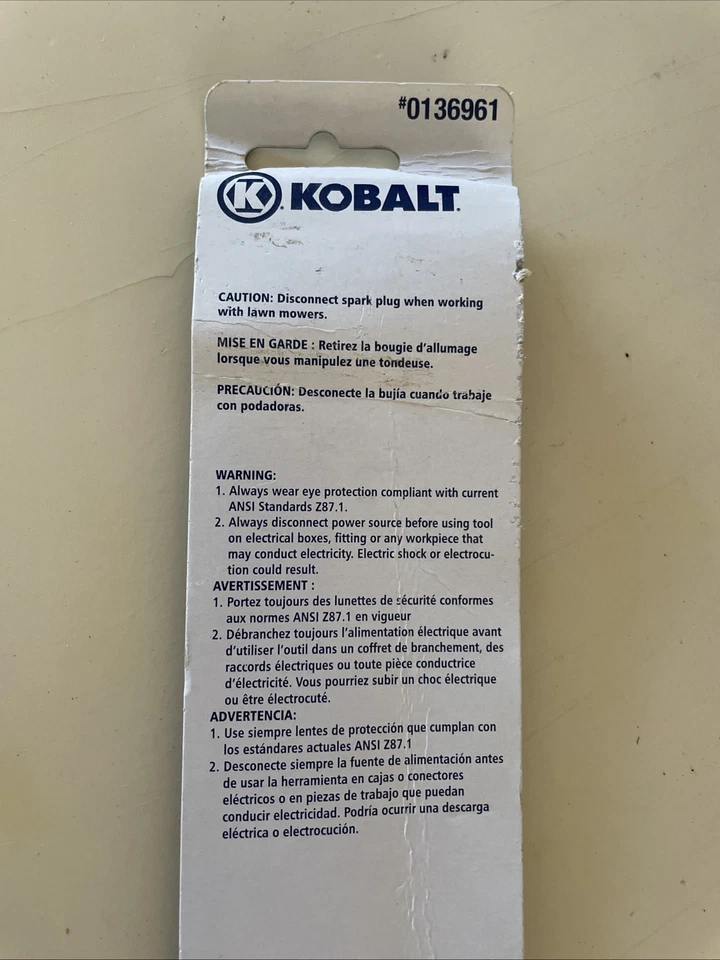 #0136961
K KOBALT.
CAUTION: Disconnect spark plug when working
with lawn mowers.
MISE EN GARDE : Retirez la bougie d'allumage
lorsque vous manipulez une tondeuse.
PRECAUCIÓN: Desconecte la bujía cuando trabaje
con podadoras.
WARNING:
1. Always wear eye protection compliant with current
ANSI Standards Z87.1.
2. Always disconnect power source before using tool
on electrical boxes, fitting or any workpiece that
may conduct electricity. Electric shock or electrocu-
tion could result.
AVERTISSEMENT :
1. Portez toujours des lunettes de sécurité conformes
aux normes ANSI Z87.1 en vigueur
2. Débranchez toujours l'alimentation électrique avant
d'utiliser l'outil dans un coffret de branchement, des
raccords électriques ou toute pièce conductrice
d'électricité. Vous pourriez subir un choc électrique
ou être électrocuté.
ADVERTENCIA:
1. Use siempre lentes de protección que cumplan con
los estándares actuales ANSI Z87.1
2. Desconecte siempre la fuente de alimentación antes
de usar la herramienta en cajas o conectores
eléctricos o en piezas de trabajo que puedan
conducir electricidad. Podría ocurrir una descarga
eléctrica o electrocución.